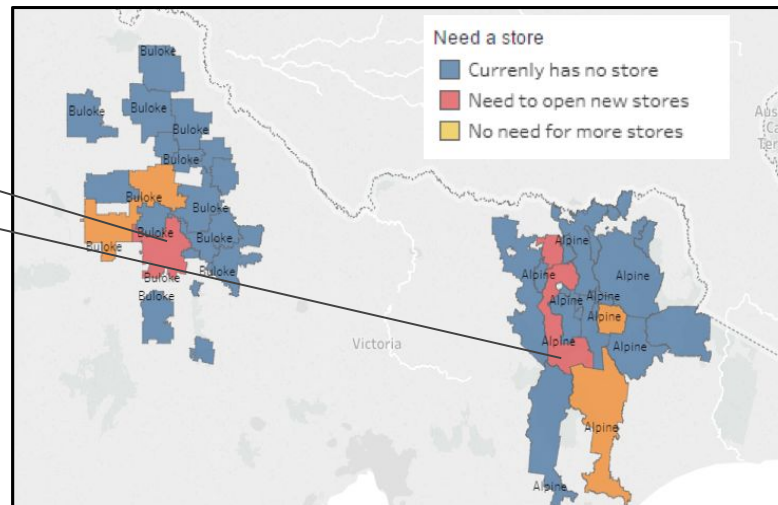 Need a store
Currenly has no store
Need to open new stores
No need for more stores
Buloke
Buloke
Buloke
Buloke
Buloke
Buloke
Buloke
Buloke
Buloke
Buloke
Buloke
Buloke
Victoria
Alpine
Alpine
Alpine
Alpine
Alpine
Alpine
Alpine
Alpine
Alpine